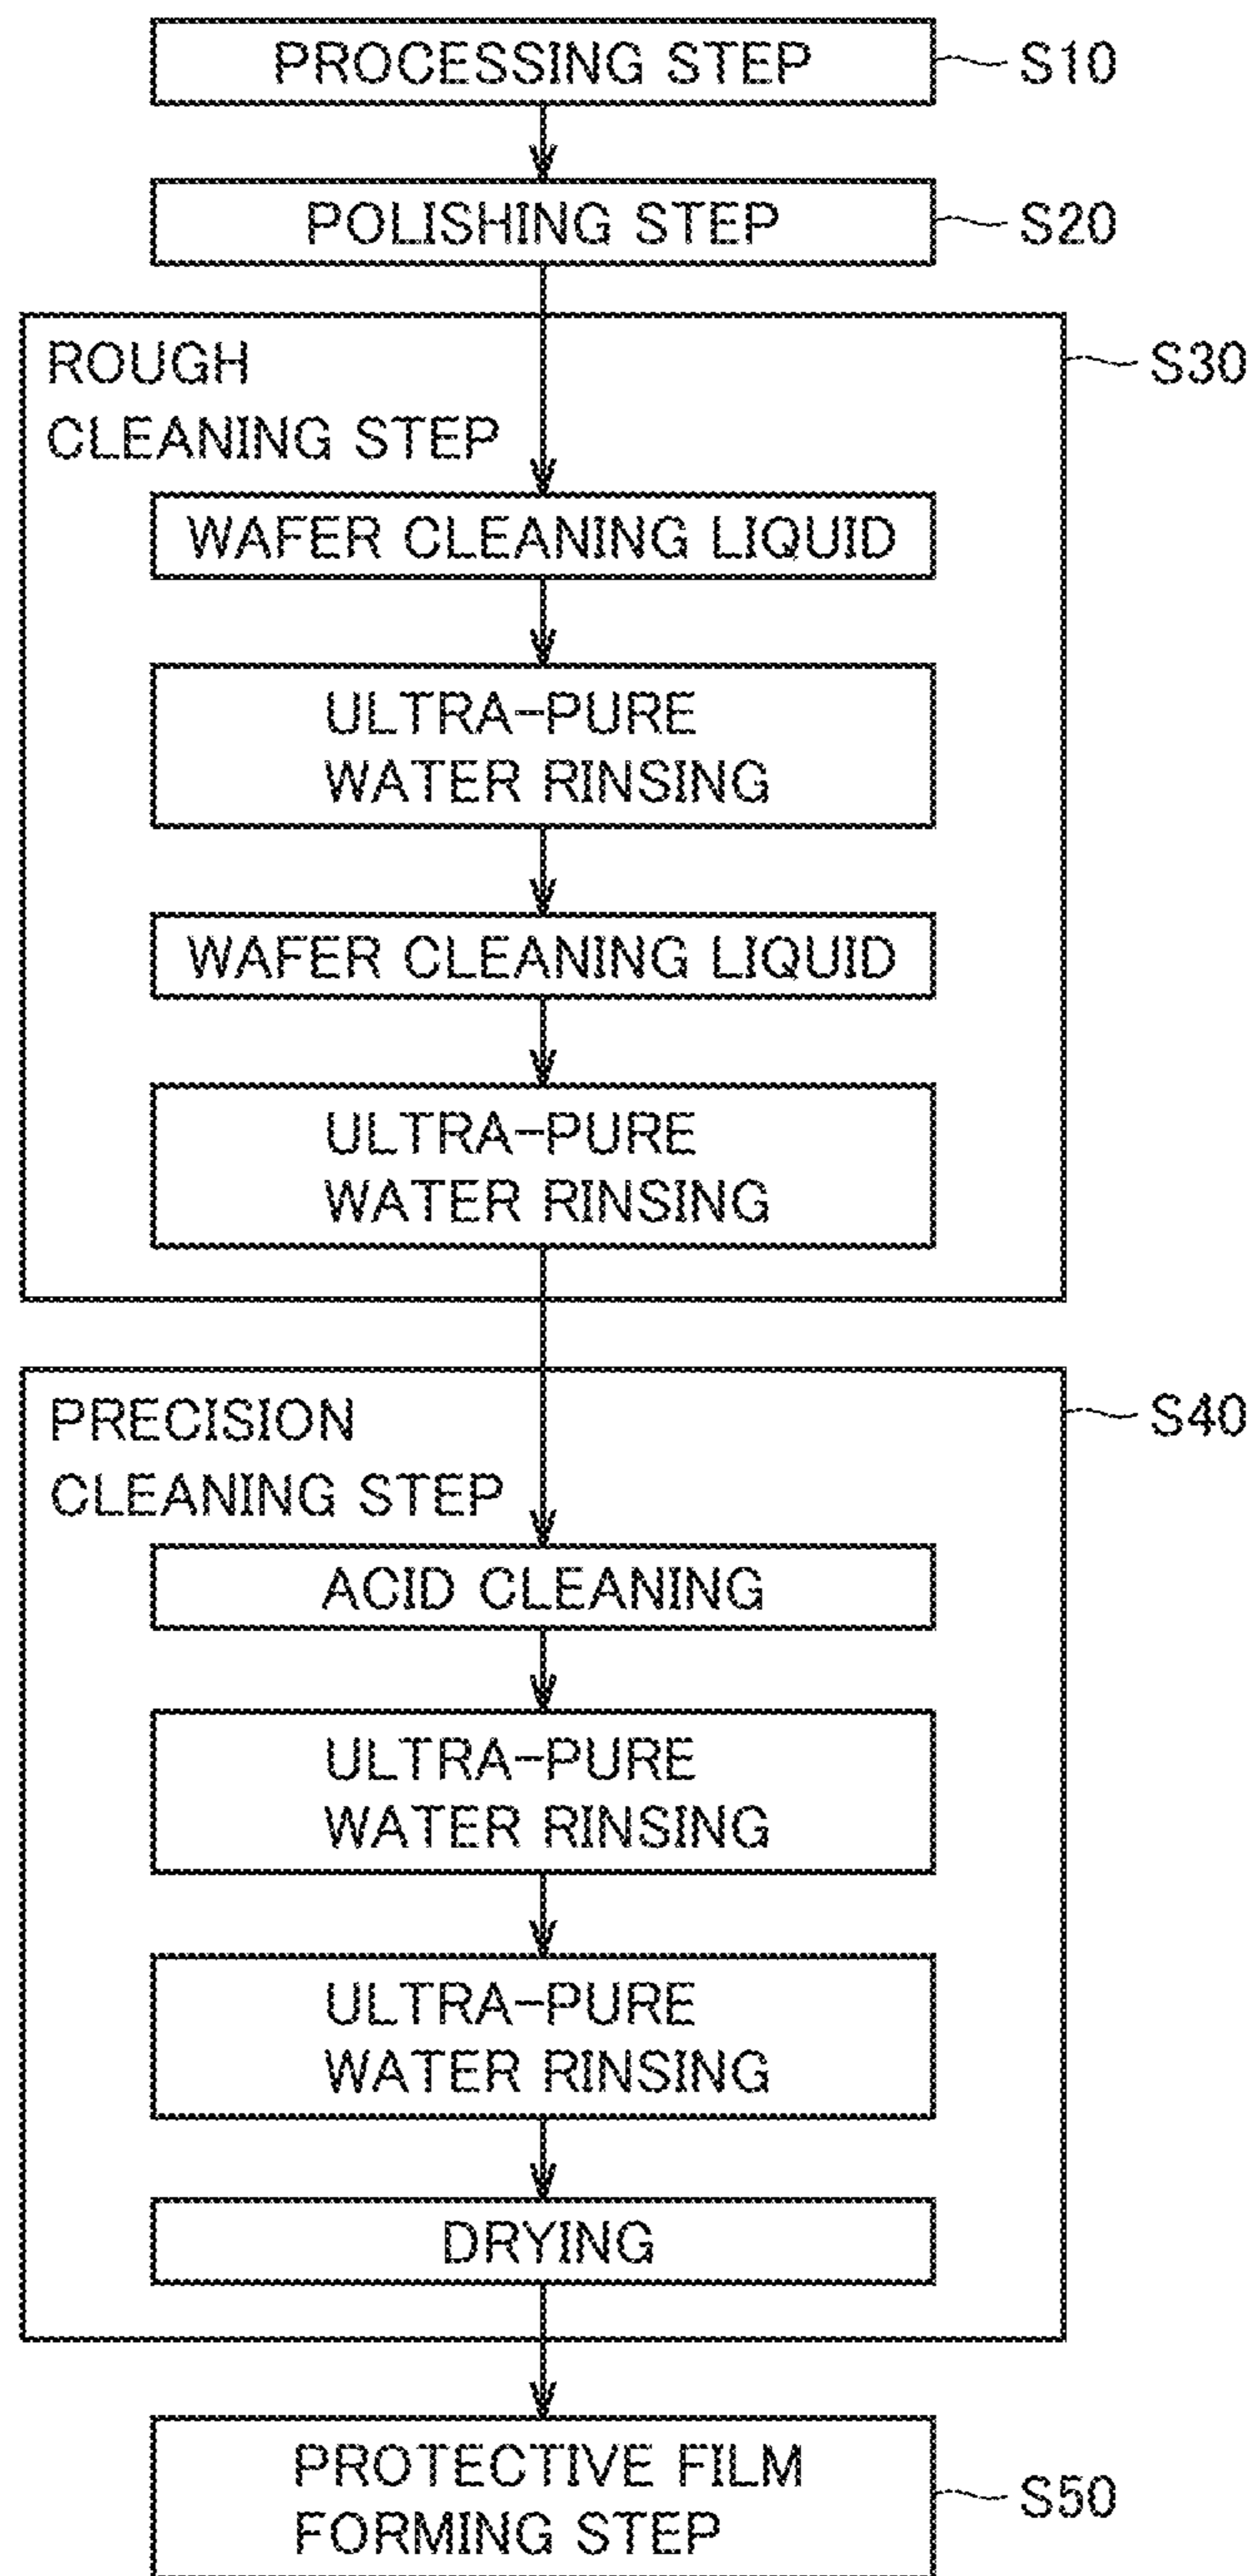 PROCESSING STEP
S10
POLISHING STEP
S20
ROUGH
CLEANING STEP
S30
WAFER CLEANING LIQUID
ULTRA-PURE
WATER RINSING
WAFER CLEANING LIQUID
ULTRA-PURE
WATER RINSING
PRECISION
CLEANING STEP
S40
ACID CLEANING
ULTRA-PURE
WATER RINSING
ULTRA-PURE
WATER RINSING
DRYING
PROTECTIVE FILM
FORMING STEP
S50